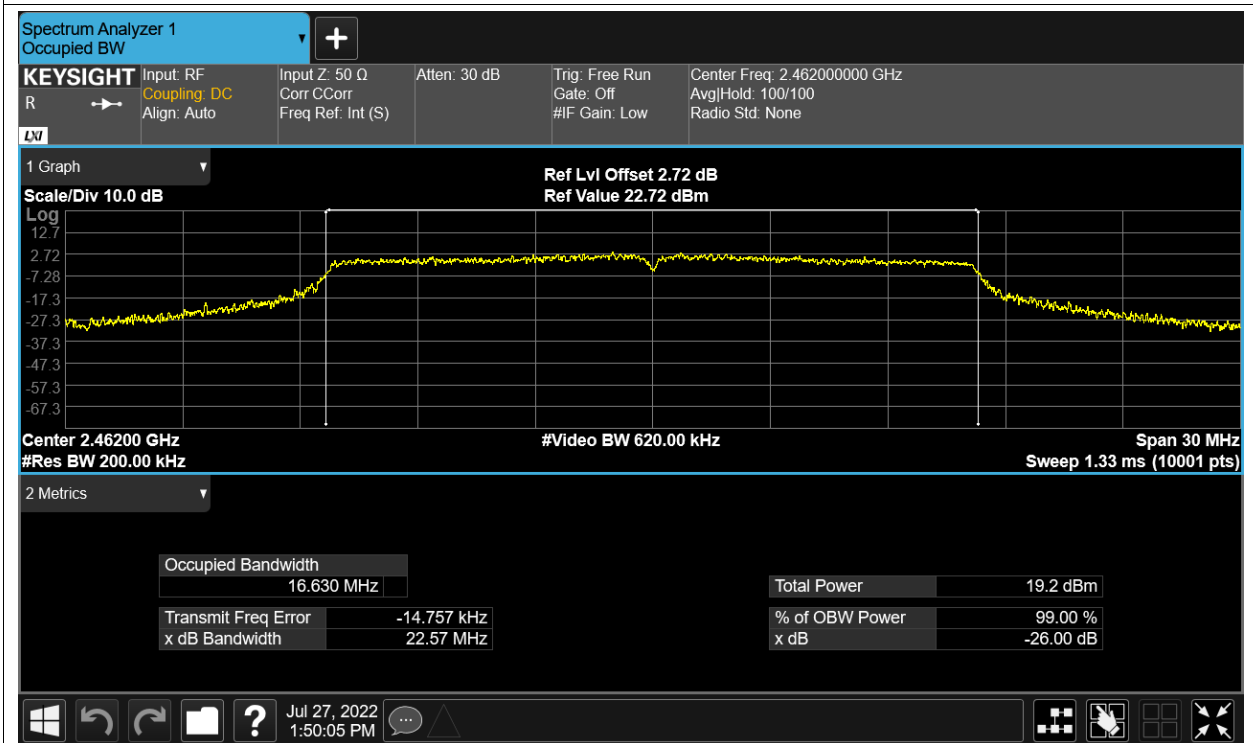 Spectrum Analyzer 1
Occupied BW
KEYSIGHT
R
LXI
Input: RF
Coupling: DC
Align: Auto
Input Z: 50 Ω
Corr CCorr
Freq Ref: Int (S)
Atten: 30 dB
Trig: Free Run
Gate: Off
#IF Gain: Low
Center Freq: 2.462000000 GHz
Avg|Hold: 100/100
Radio Std: None
1 Graph
Scale/Div 10.0 dB
Ref Lvl Offset 2.72 dB
Ref Value 22.72 dBm
Log
12.7
2.72
-7.28
-17.3
-27.3
-37.3
-47.3
-57.3
-67.3
Center 2.46200 GHz
#Res BW 200.00 kHz
#Video BW 620.00 kHz
Span 30 MHz
Sweep 1.33 ms (10001 pts)
2 Metrics
Occupied Bandwidth
16.630 MHz
Transmit Freq Error -14.757 kHz
x dB Bandwidth 22.57 MHz
Total Power 19.2 dBm
% of OBW Power 99.00 %
x dB -26.00 dB
?
Jul 27, 2022
1:50:05 PM